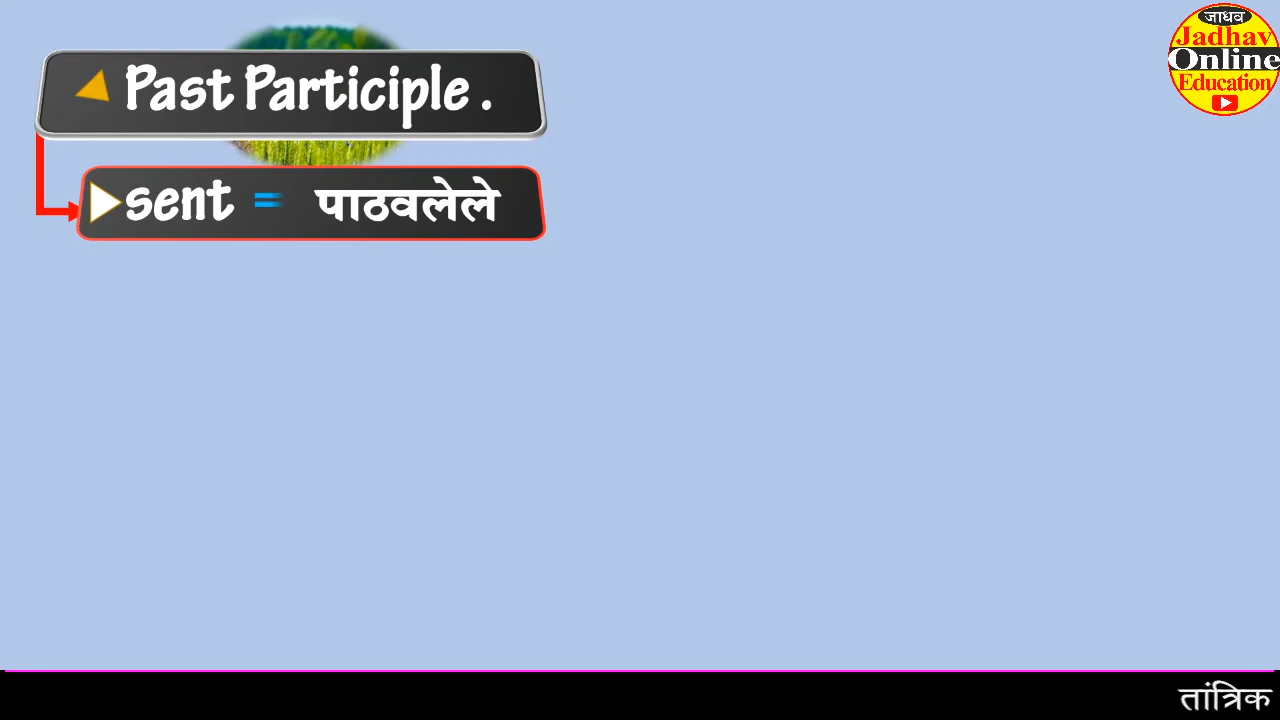 Past Participle .
sent = पाठवलेले
जाधव
Jadhav
Online
Education
तांत्रिक